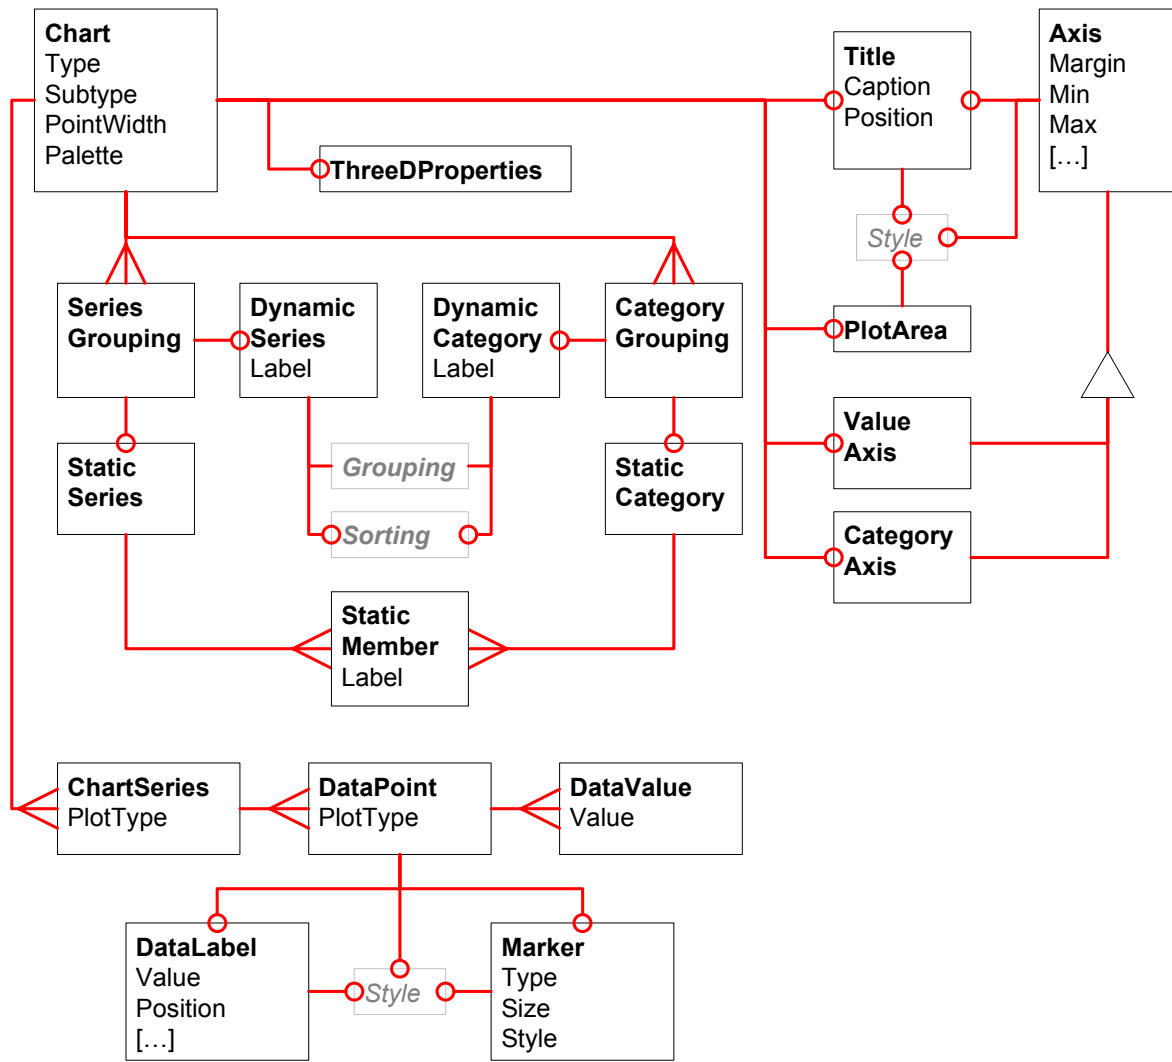 Chart
Type
Subtype
PointWidth
Palette
Title
Caption
Position
Axis
Margin
Min
Max
[…]
ThreeDProperties
Style
Series
Grouping
Dynamic
Series
Label
Dynamic
Category
Label
Category
Grouping
PlotArea
Value
Axis
Static
Series
Grouping
Sorting
Static
Category
Category
Axis
Static
Member
Label
ChartSeries
PlotType
DataPoint
PlotType
DataValue
Value
DataLabel
Value
Position
[…]
Style
Marker
Type
Size
Style